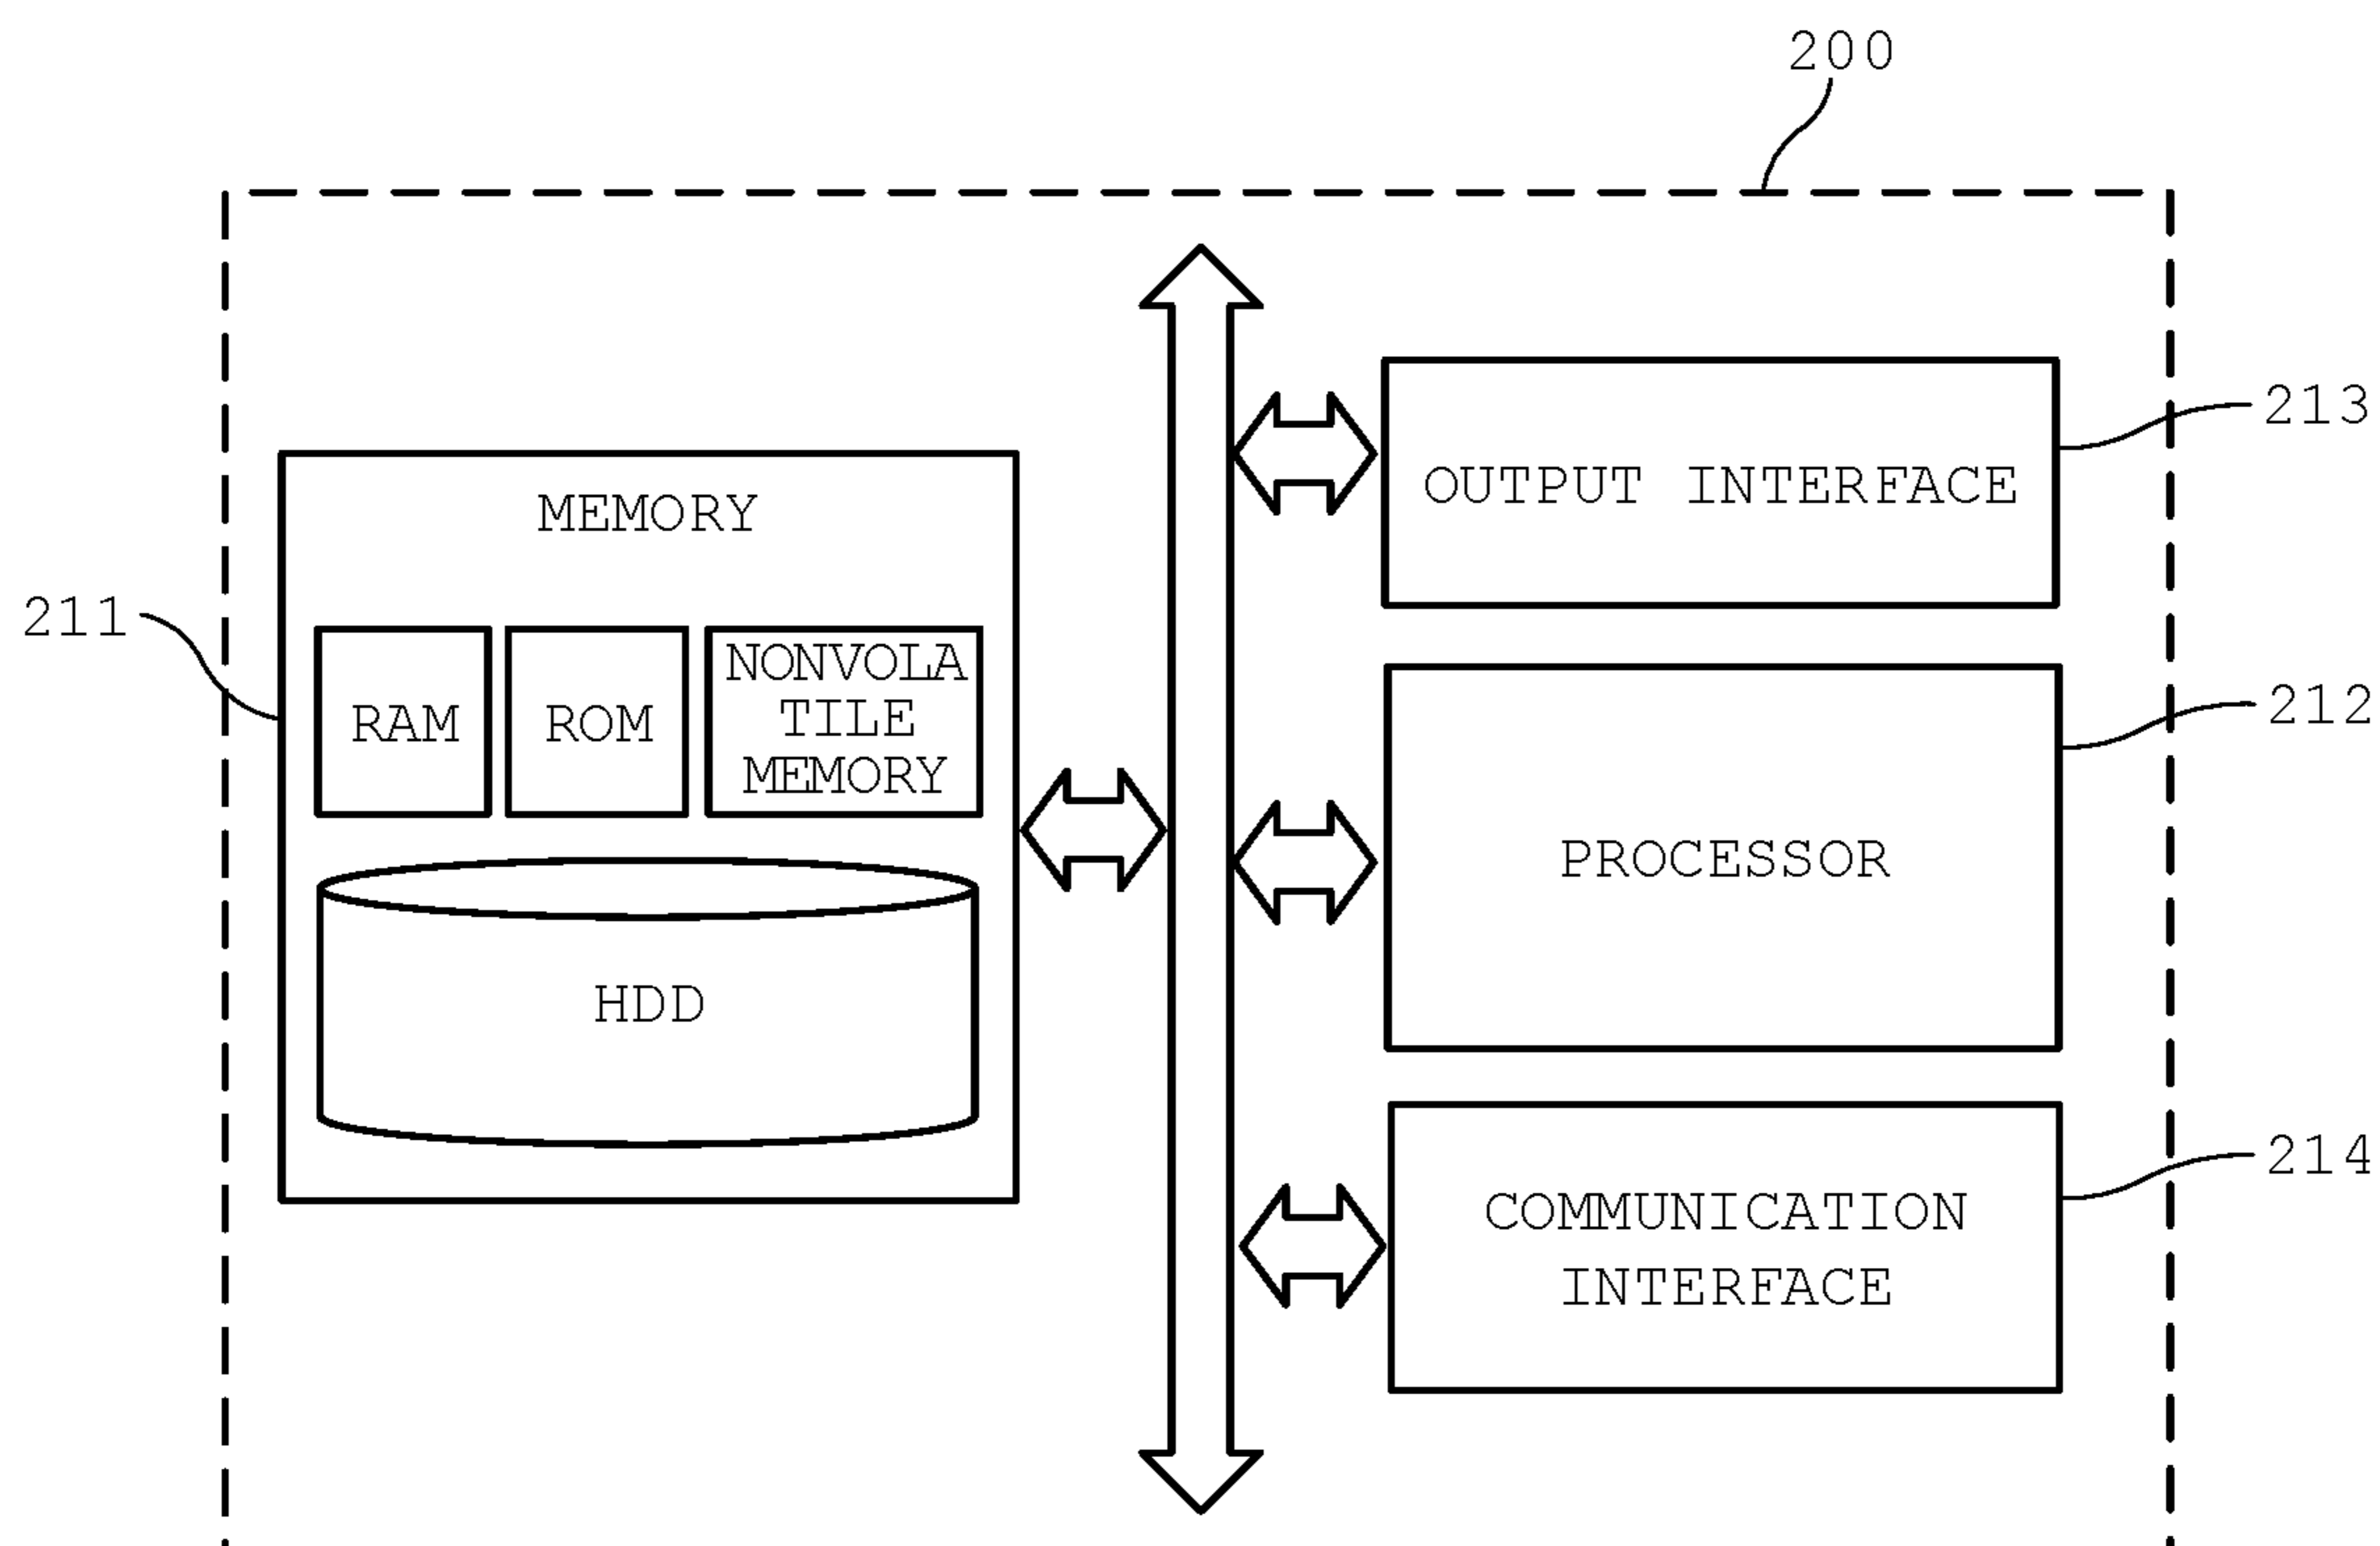 200
213
OUTPUT INTERFACE
MEMORY
211
RAM
ROM
NONVOLA
TILE
MEMORY
212
PROCESSOR
HDD
214
COMMUNICATION
INTERFACE